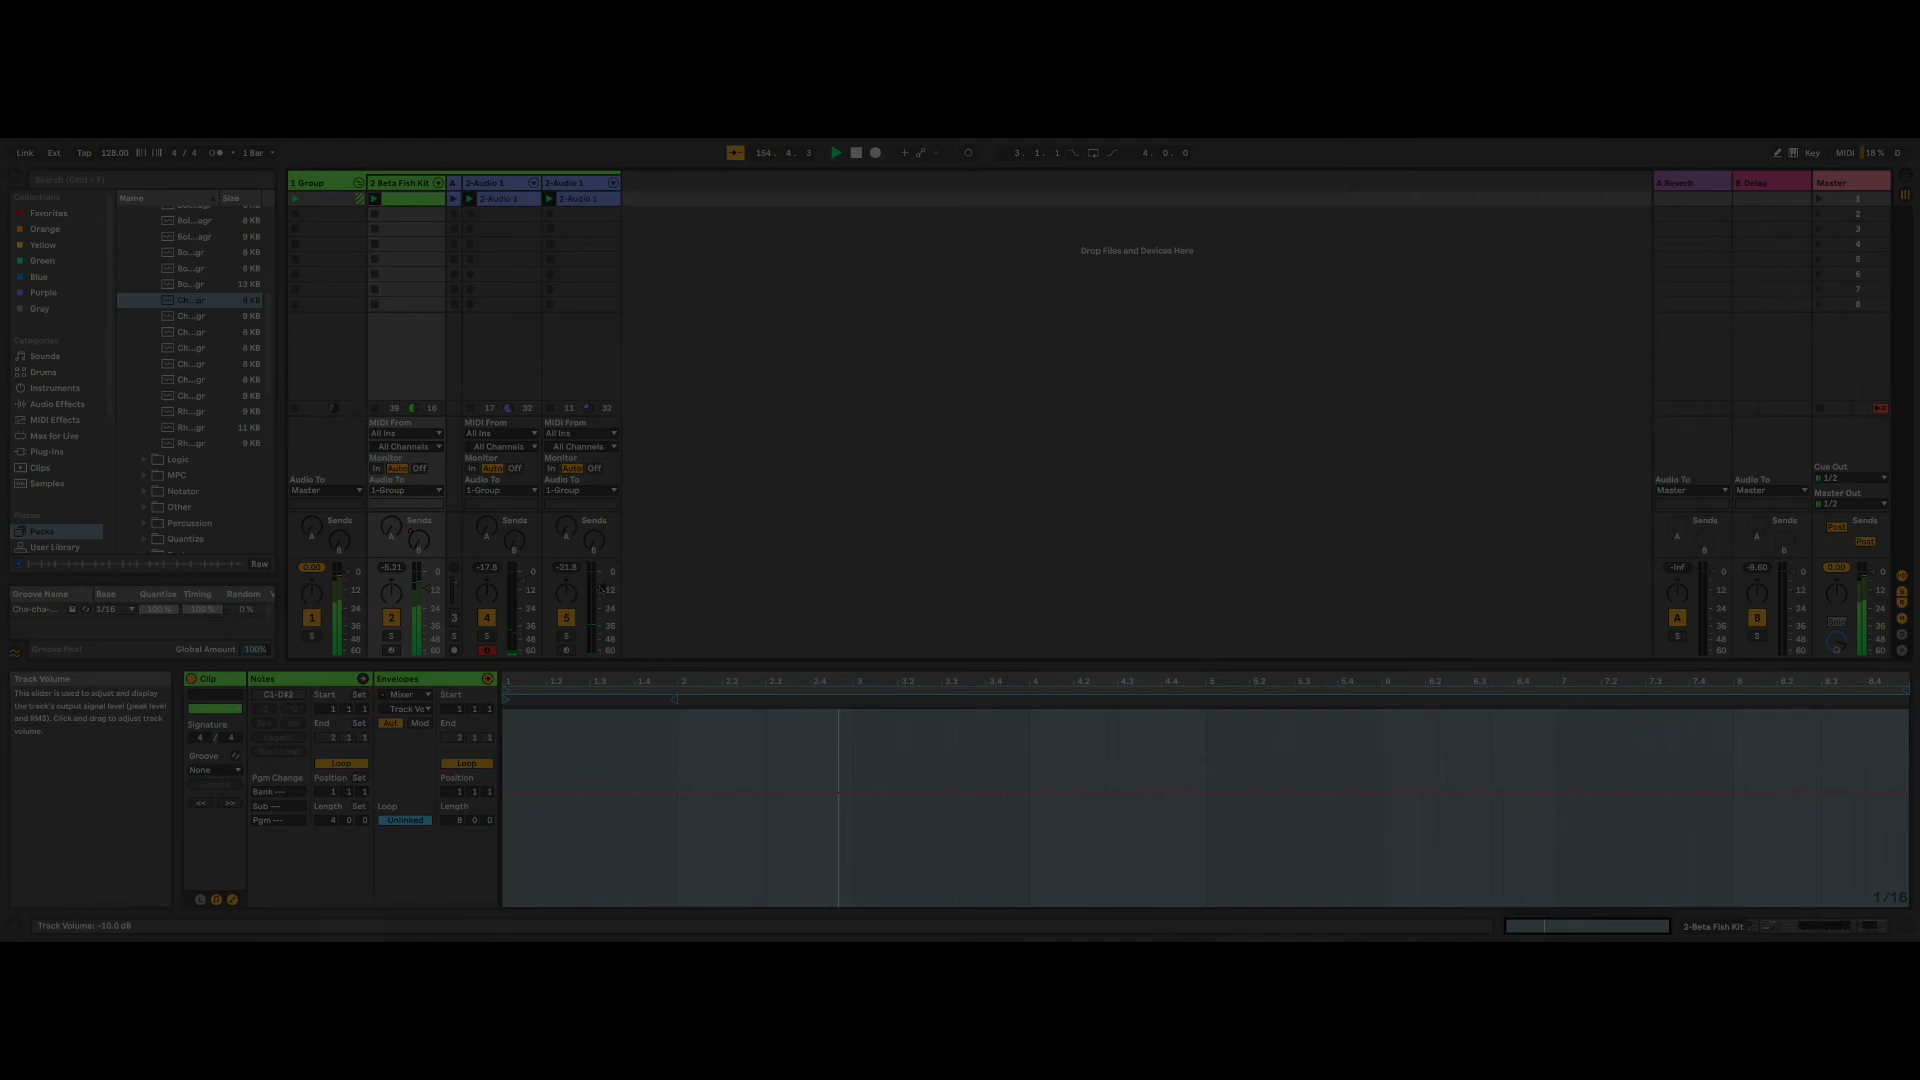 Link Ext Tap 128.00 4 / 4 1 Bar 154. 4. 3 3. 1. 1 4. 0. 0 Key MIDI 18 % D
Search (Cmd + F)
Collections
Favorites
Orange
Yellow
Green
Blue
Purple
Gray
Categories
Sounds
Drums
Instruments
Audio Effects
MIDI Effects
Max for Live
Plug-Ins
Clips
Samples
Places
Packs
User Library
Name Size
Bol...agr 8 KB
Bol...agr 9 KB
Bo...gr 8 KB
Bo...gr 8 KB
Bo...gr 13 KB
Ch...gr 8 KB
Ch...gr 9 KB
Ch...gr 8 KB
Ch...gr 8 KB
Ch...gr 8 KB
Ch...gr 8 KB
Ch...gr 9 KB
Rh...gr 9 KB
Rh...gr 11 KB
Rh...gr 9 KB
Logic
MPC
Notator
Other
Percussion
Quantize
Raw
Groove Name Base Quantize Timing Random V
Cha-cha-... 1/16 100 % 100 % 0 %
Groove Pool Global Amount 100%
1 Group 2 Beta Fish Kit A 2-Audio 1 2-Audio 1
2-Audio 1 2-Audio 1
Drop Files and Devices Here
39 16 17 32 11 32
MIDI From MIDI From MIDI From
All Ins All Ins All Ins
All Channels All Channels All Channels
Monitor Monitor Monitor
In Auto Off In Auto Off In Auto Off
Audio To Audio To Audio To Audio To
Master 1-Group 1-Group 1-Group
Sends Sends Sends Sends
A B A B A B A B
0.00 -5.21 -17.8 -21.8
0 12 24 36 48 60
0 12 24 36 48 60
0 12 24 36 48 60
0 12 24 36 48 60
1 2 3 4 5
S S S S S
A Reverb B Delay Master
1
2
3
4
5
6
7
8
Cue Out
1/2
Audio To Audio To Master Out
Master Master 1/2
Sends Sends Sends
A B A B Post Post
-Inf -9.60 0.00
0 12 24 36 48 60
0 12 24 36 48 60
0 12 24 36 48 60
A B Solo
S S
Track Volume
This slider is used to adjust and display
the track's output signal level (peak level
and RMS). Click and drag to adjust track
volume.
Clip
Signature
4 / 4
Groove
None
Commit
<< >>
Notes
C1-D#2 Start Set
:2 *2 1 1 1
Rev Inv End Set
Legato 2 1 1
Dupl.Loop
Loop
Pgm Change Position Set
Bank --- 1 1 1
Sub --- Length Set
Pgm --- 4 0 0
Envelopes
Mixer Start
Track Vo 1 1 1
Aut Mod End
2 1 1
Loop
Position
1 1 1
Loop Length
Unlinked 8 0 0
1 1.2 1.3 1.4 2 2.2 2.3 2.4 3 3.2 3.3 3.4 4 4.2 4.3 4.4 5 5.2 5.3 5.4 6 6.2 6.3 6.4 7 7.2 7.3 7.4 8 8.2 8.3 8.4
1/16
Track Volume: -10.0 dB
2-Beta Fish Kit